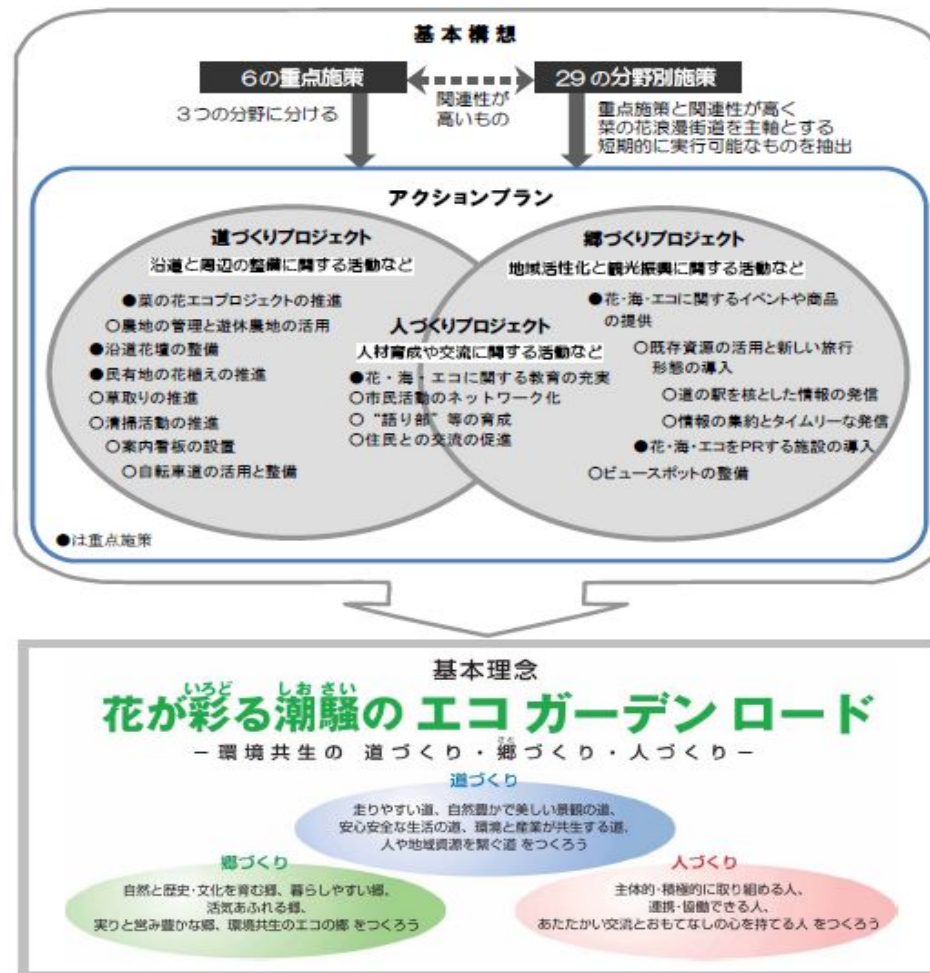 基本構想
6の重点施策
29の分野別施策
3つの分野に分ける
関連性が
高いもの
重点施策と関連性が高く
菜の花浪漫街道を主軸とする
短期的に実行可能なものを抽出
アクションプラン
道づくりプロジェクト
沿道と周辺の整備に関する活動など
●菜の花エコプロジェクトの推進
○農地の管理と遊休農地の活用
●沿道花壇の整備
●民有地の花植えの推進
○草取りの推進
○清掃活動の推進
○案内看板の設置
○自転車道の活用と整備
人づくりプロジェクト
人材育成や交流に関する活動など
●花・海・エコに関する教育の充実
○市民活動のネットワーク化
○“語り部”等の育成
○住民との交流の促進
郷づくりプロジェクト
地域活性化と観光振興に関する活動など
●花・海・エコに関するイベントや商品
の提供
○既存資源の活用と新しい旅行
形態の導入
○道の駅を核とした情報の発信
○情報の集約とタイムリーな発信
●花・海・エコをPRする施設の導入
○ビュースポットの整備
●は重点施策
基本理念
いろど しおさい
花が彩る潮騒の エコ ガーデン ロード
さと
－環境共生の 道づくり・郷づくり・人づくり－
道づくり
走りやすい道、自然豊かで美しい景観の道、
安心安全な生活の道、環境と産業が共生する道、
人や地域資源を繋ぐ道 をつくろう
郷づくり
自然と歴史・文化を育む郷、暮らしやすい郷、
活気あふれる郷、
実りと営み豊かな郷、環境共生のエコの郷 をつくろう
人づくり
主体的・積極的に取り組める人、
連携・協働できる人、
あたたかい交流とおもてなしの心を持てる人 をつくろう